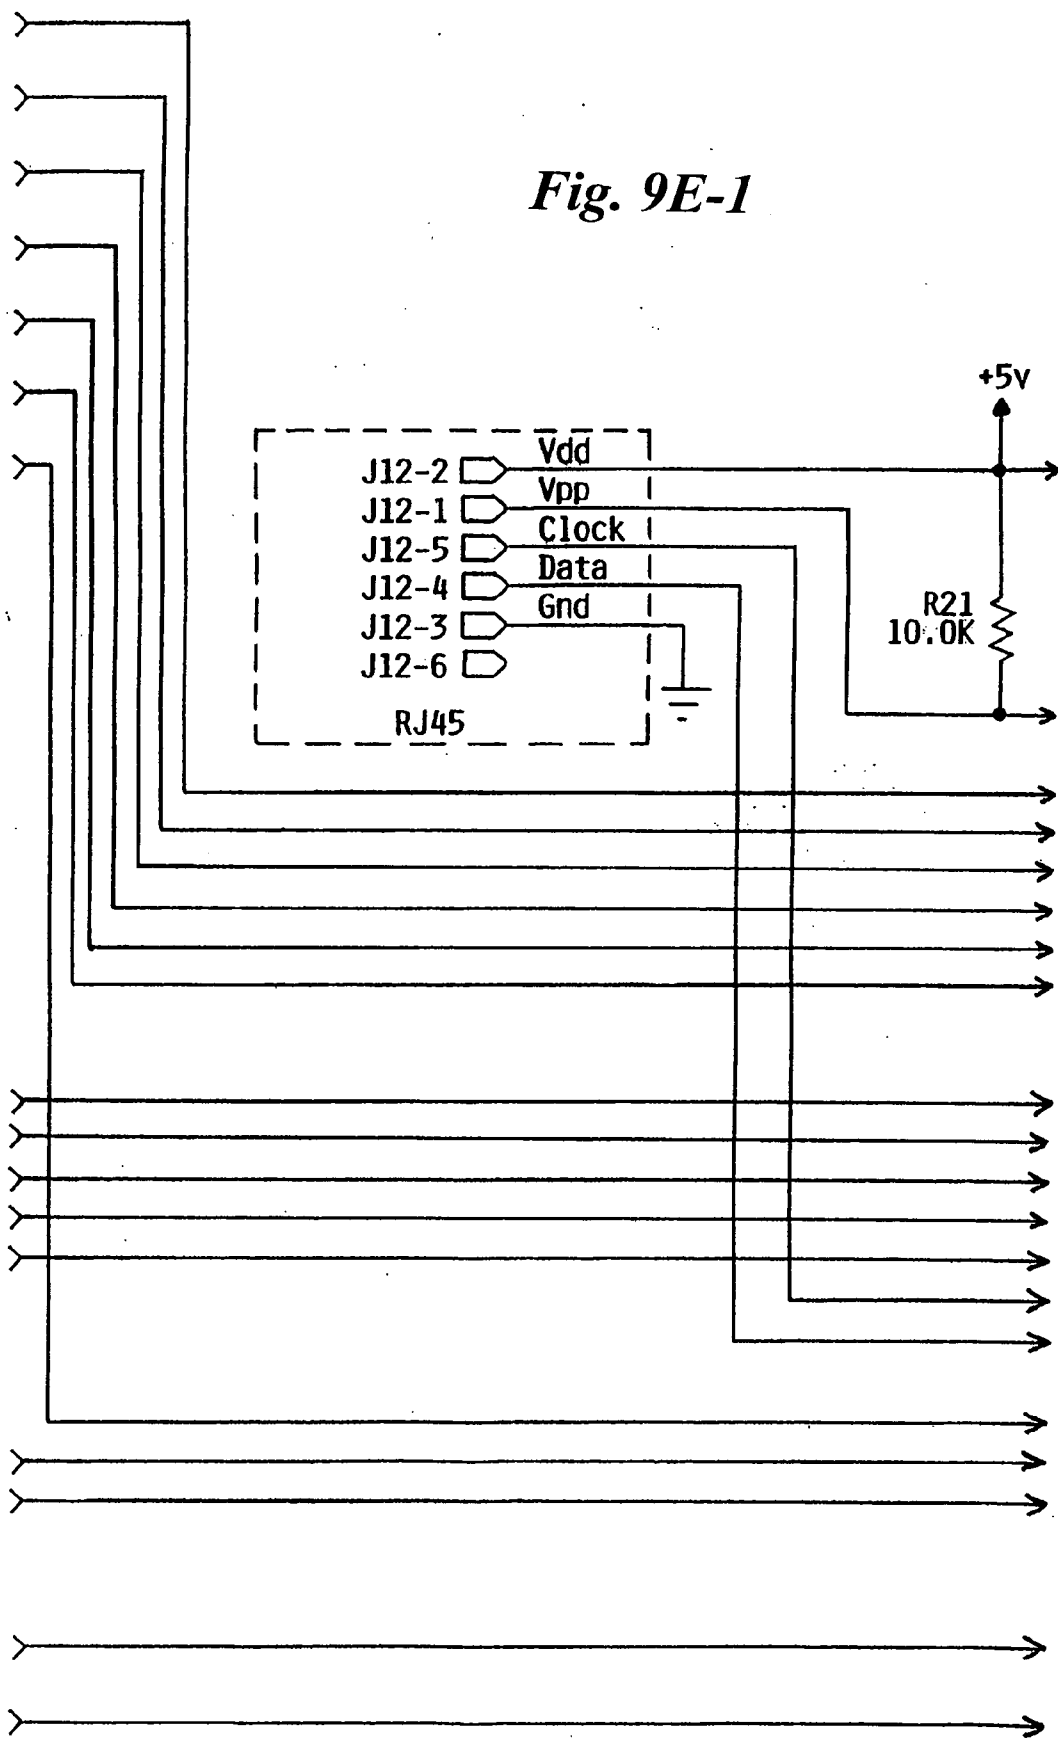 Fig. 9E-1
+5v
J12-2 Vdd
J12-1 Vpp
J12-5 Clock
J12-4 Data
J12-3 Gnd
J12-6
R21
10.0K
RJ45